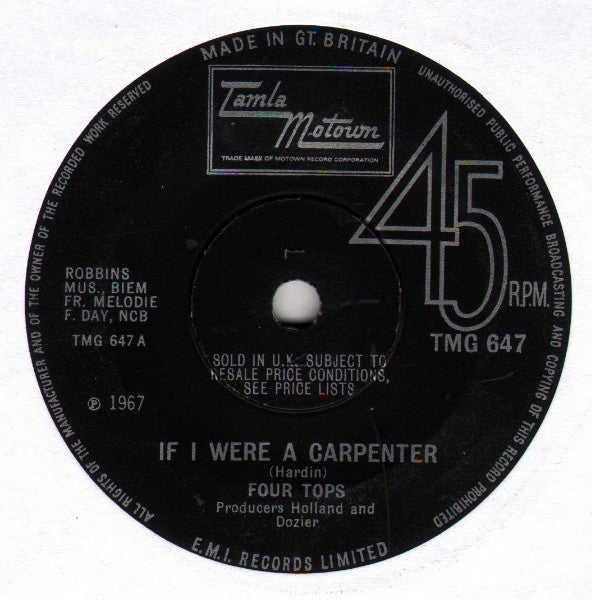 MADE IN GT. BRITAIN
UNAUTHORISED PUBLIC PERFORMANCE BROADCASTING AND COPYING OF THIS RECORD PROHIBITED
ALL RIGHTS OF THE MANUFACTURER AND OF THE OWNER OF THE RECORDED WORK RESERVED
Tamla
Motown
TRADE MARK OF MOTOWN RECORD CORPORATION
45
R.P.M.
TMG 647
ROBBINS
MUS., BIEM
FR. MELODIE
F. DAY, NCB
TMG 647 A
SOLD IN U.K. SUBJECT TO
RESALE PRICE CONDITIONS,
SEE PRICE LISTS
℗ 1967
IF I WERE A CARPENTER
(Hardin)
FOUR TOPS
Producers Holland and
Dozier
E.M.I. RECORDS LIMITED